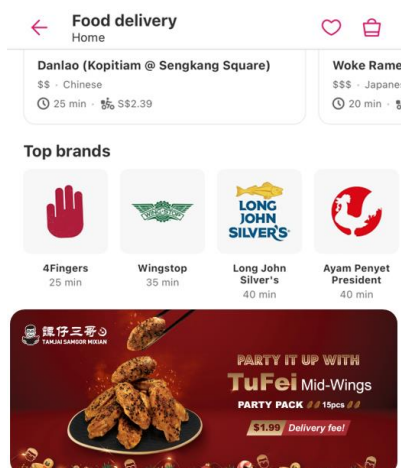 Food delivery
Home
Danlao (Kopitiam @ Sengkang Square)
$$ · Chinese
25 min · S$2.39
Woke Rame
$$$ · Japanes
20 min ·
Top brands
WING·STOP
LONG
JOHN
SILVER'S
4Fingers
25 min
Wingstop
35 min
Long John
Silver's
40 min
Ayam Penyet
President
40 min
譚仔三哥
TAMJAI SAMGOR MIXIAN
PARTY IT UP WITH
TuFei Mid-Wings
PARTY PACK 15pcs
$1.99 Delivery fee!